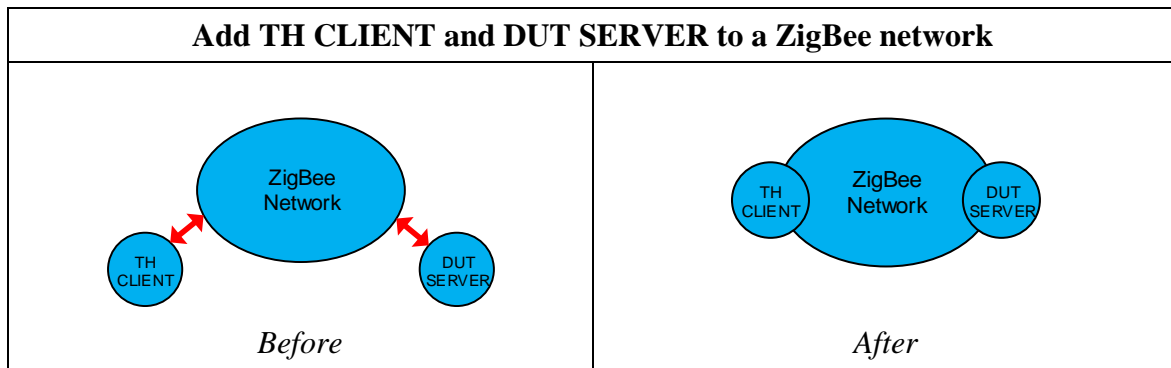 Add TH CLIENT and DUT SERVER to a ZigBee network
ZigBee
Network
TH
CLIENT
DUT
SERVER
Before
TH
CLIENT
ZigBee
Network
DUT
SERVER
After